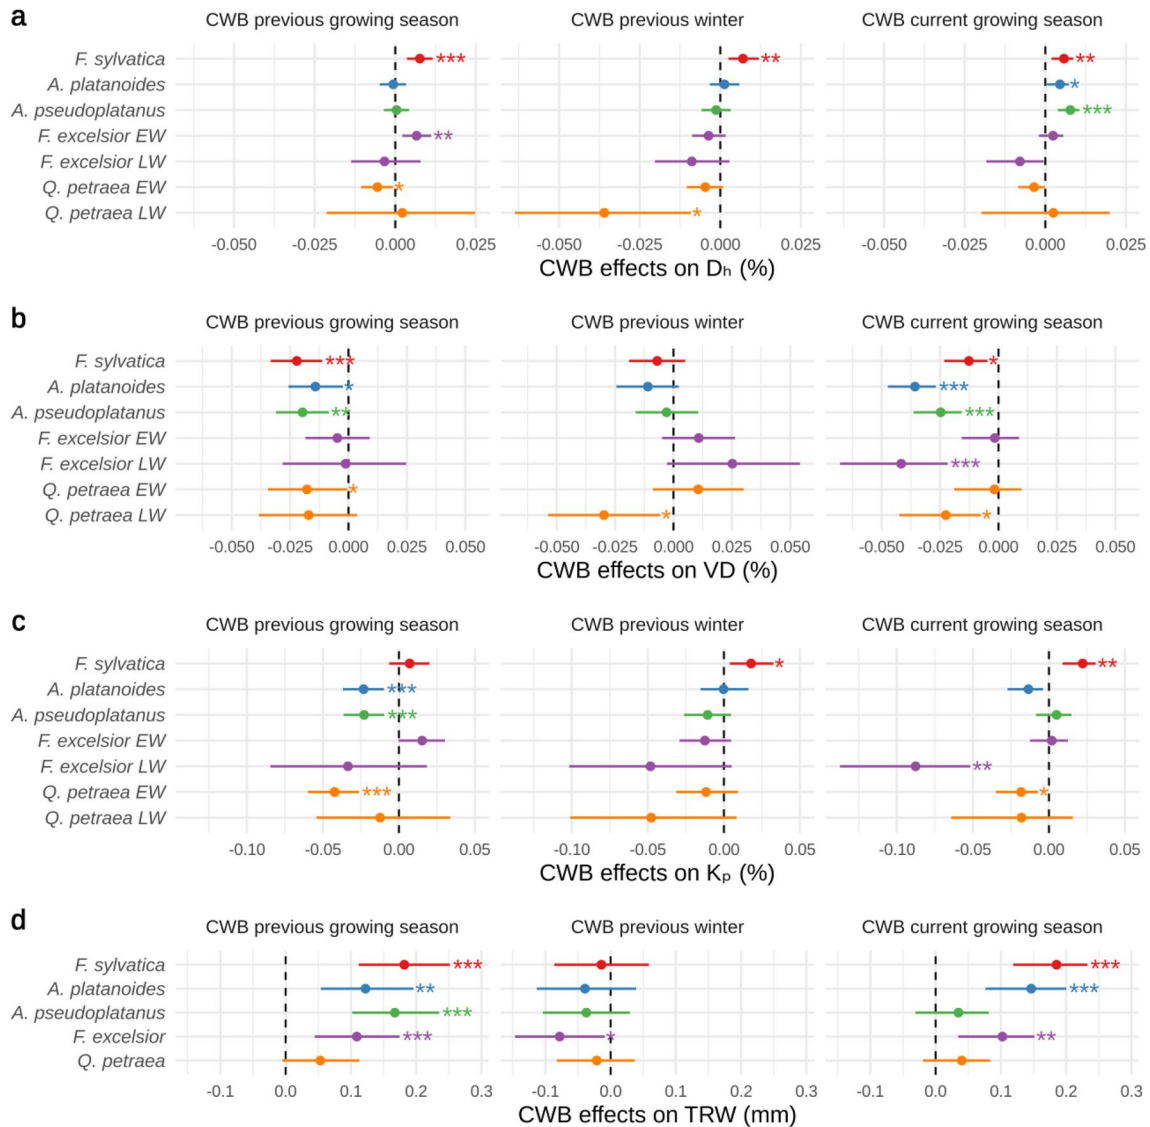 a
CWB previous growing season CWB previous winter CWB current growing season
F. sylvatica *** ** **
A. platanoides *
A. pseudoplatanus ***
F. excelsior EW **
F. excelsior LW
Q. petraea EW *
Q. petraea LW *
-0.050 -0.025 0.000 0.025 -0.050 -0.025 0.000 0.025 -0.050 -0.025 0.000 0.025
CWB effects on Dₕ (%)
b
CWB previous growing season CWB previous winter CWB current growing season
F. sylvatica *** *
A. platanoides * ***
A. pseudoplatanus ** ***
F. excelsior EW
F. excelsior LW ***
Q. petraea EW *
Q. petraea LW * *
-0.050 -0.025 0.000 0.025 0.050 -0.050 -0.025 0.000 0.025 0.050 -0.050 -0.025 0.000 0.025 0.050
CWB effects on VD (%)
c
CWB previous growing season CWB previous winter CWB current growing season
F. sylvatica * **
A. platanoides ***
A. pseudoplatanus ***
F. excelsior EW
F. excelsior LW **
Q. petraea EW *** *
Q. petraea LW
-0.10 -0.05 0.00 0.05 -0.10 -0.05 0.00 0.05 -0.10 -0.05 0.00 0.05
CWB effects on Kₚ (%)
d
CWB previous growing season CWB previous winter CWB current growing season
F. sylvatica *** ***
A. platanoides ** ***
A. pseudoplatanus ***
F. excelsior *** * **
Q. petraea
-0.1 0.0 0.1 0.2 0.3 -0.1 0.0 0.1 0.2 0.3 -0.1 0.0 0.1 0.2 0.3
CWB effects on TRW (mm)